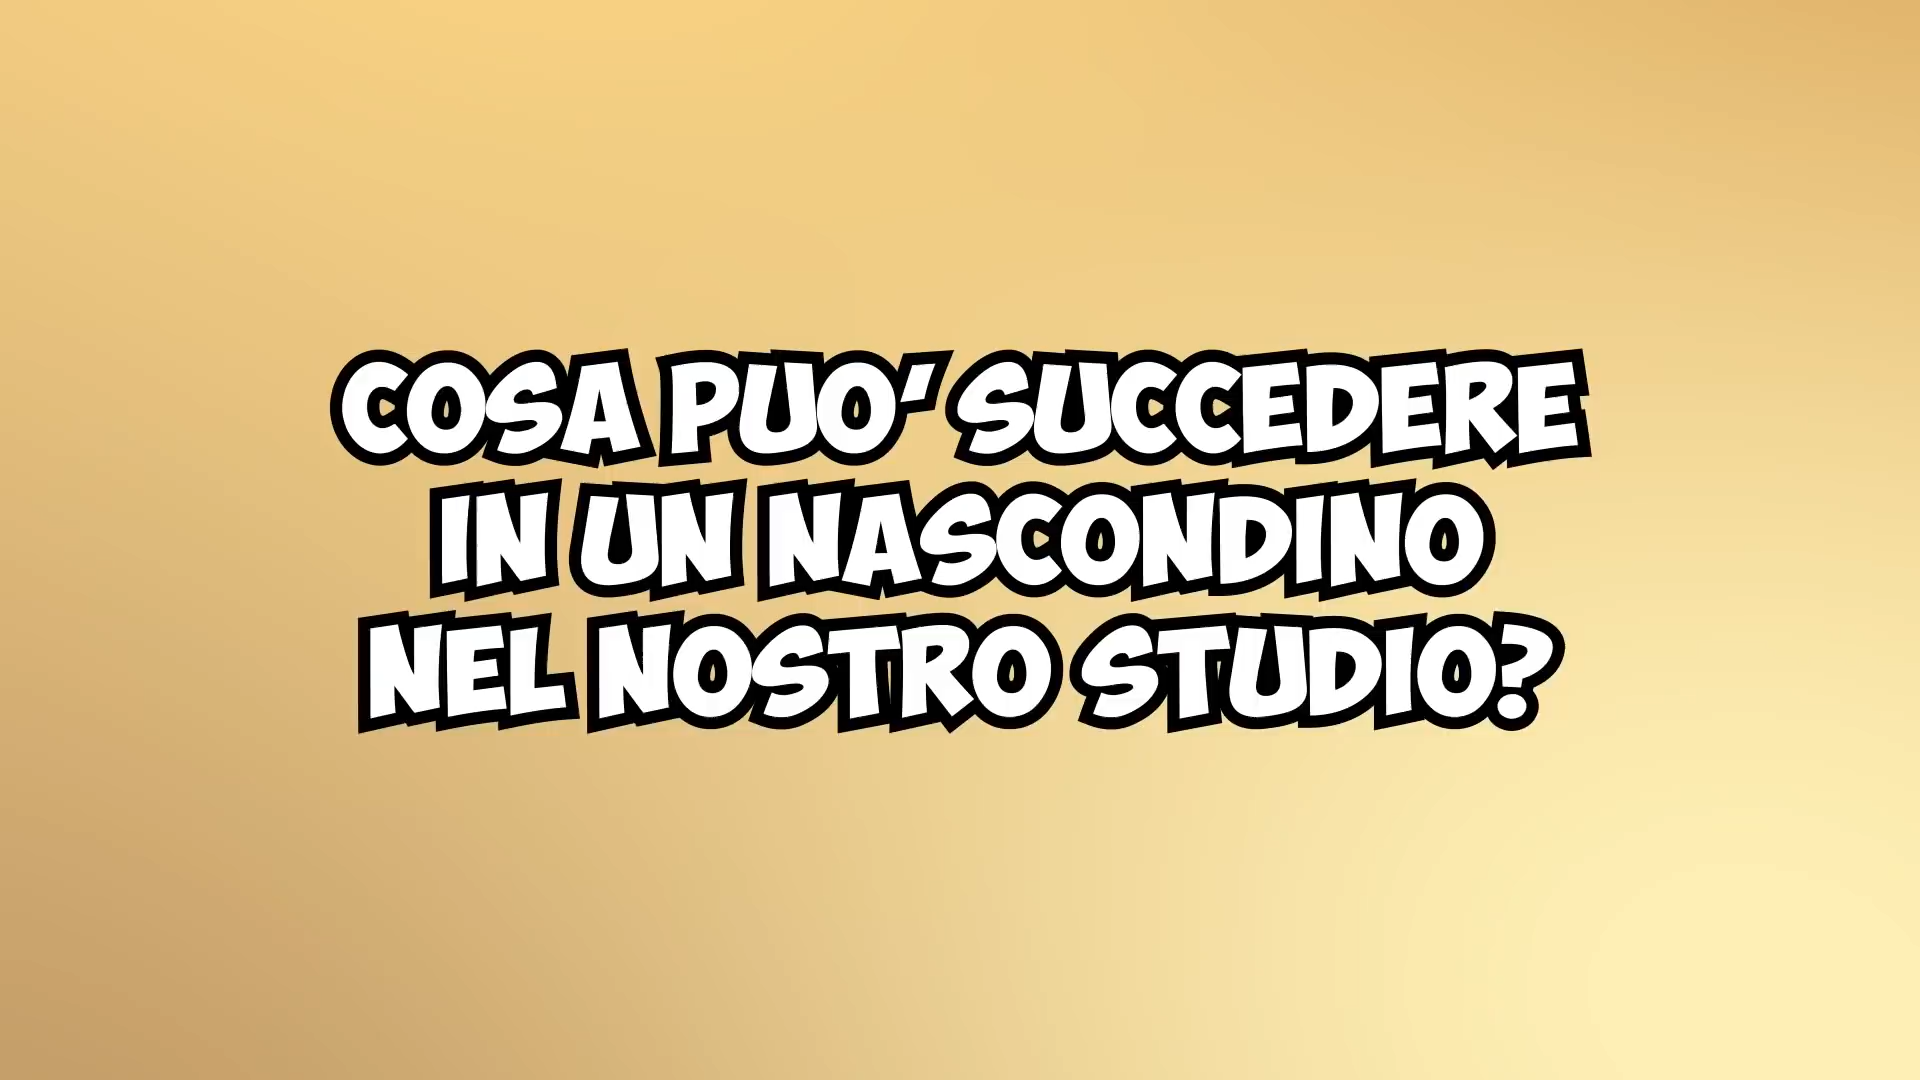 COSA PUO' SUCCEDERE
IN UN NASCONDINO
NEL NOSTRO STUDIO?